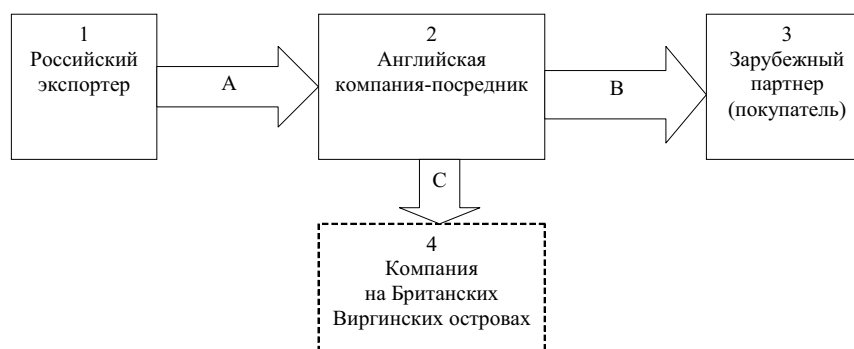 1
Российский
экспортер
А
2
Английская
компания-посредник
В
3
Зарубежный
партнер
(покупатель)
С
4
Компания
на Британских
Виргинских островах